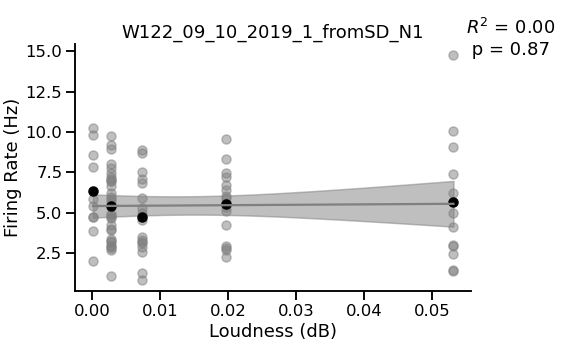 W122_09_10_2019_1_fromSD_N1
R² = 0.00
p = 0.87
Firing Rate (Hz)
15.0
12.5
10.0
7.5
5.0
2.5
0.00 0.01 0.02 0.03 0.04 0.05
Loudness (dB)